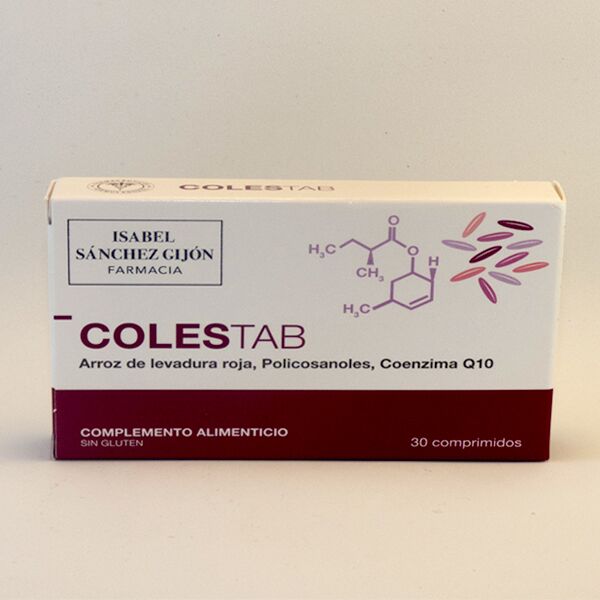 COLESTAB
ISABEL
SÁNCHEZ GIJÓN
FARMACIA
O
H₃C
O
CH₃
H
H₃C
COLESTAB
Arroz de levadura roja, Policosanoles, Coenzima Q10
COMPLEMENTO ALIMENTICIO
SIN GLUTEN
30 comprimidos